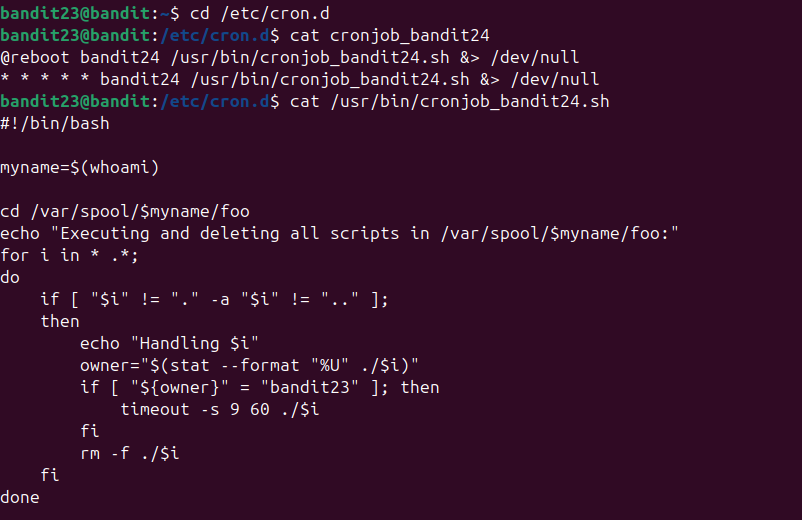 bandit23@bandit:~$ cd /etc/cron.d
bandit23@bandit:/etc/cron.d$ cat cronjob_bandit24
@reboot bandit24 /usr/bin/cronjob_bandit24.sh &> /dev/null
* * * * * bandit24 /usr/bin/cronjob_bandit24.sh &> /dev/null
bandit23@bandit:/etc/cron.d$ cat /usr/bin/cronjob_bandit24.sh
#!/bin/bash

myname=$(whoami)

cd /var/spool/$myname/foo
echo "Executing and deleting all scripts in /var/spool/$myname/foo:"
for i in * .*;
do
    if [ "$i" != "." -a "$i" != ".." ];
    then
        echo "Handling $i"
        owner="$(stat --format "%U" ./$i)"
        if [ "${owner}" = "bandit23" ]; then
            timeout -s 9 60 ./$i
        fi
        rm -f ./$i
    fi
done